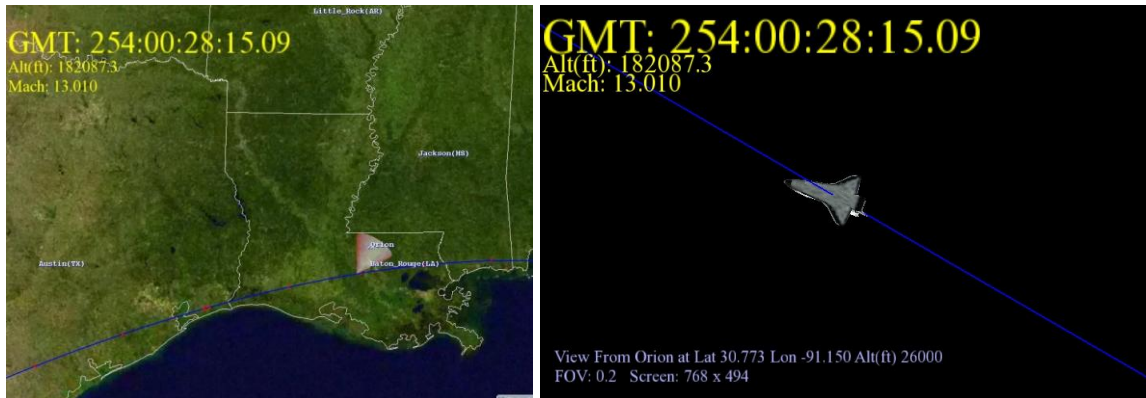 Little_Rock(AR)
GMT: 254:00:28:15.09
Alt(ft): 182087.3
Mach: 13.010
Jackson(MS)
Orion
Austin(TX)
Baton_Rouge(LA)
GMT: 254:00:28:15.09
Alt(ft): 182087.3
Mach: 13.010
View From Orion at Lat 30.773 Lon -91.150 Alt(ft) 26000
FOV: 0.2 Screen: 768 x 494